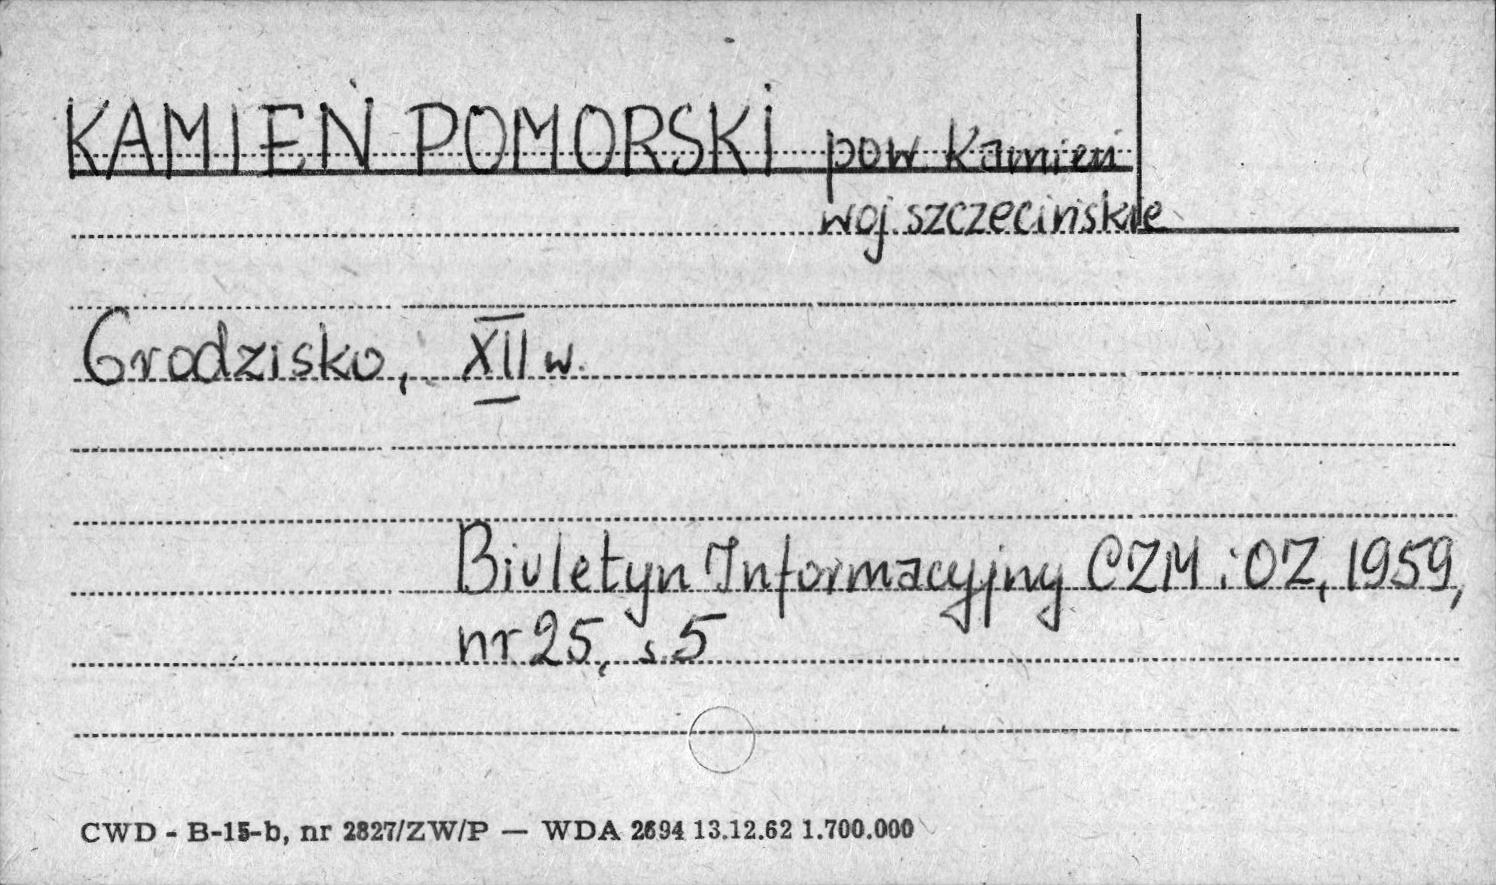 KAMIEŃ POMORSKI pow Kamień
woj szczecińskie
Grodzisko, XII w.
Biuletyn Informacyjny CZM i OZ, 1959,
nr 25, s. 5
CWD - B-15-b, nr 2827/ZW/P — WDA 2694 13.12.62 1.700.000